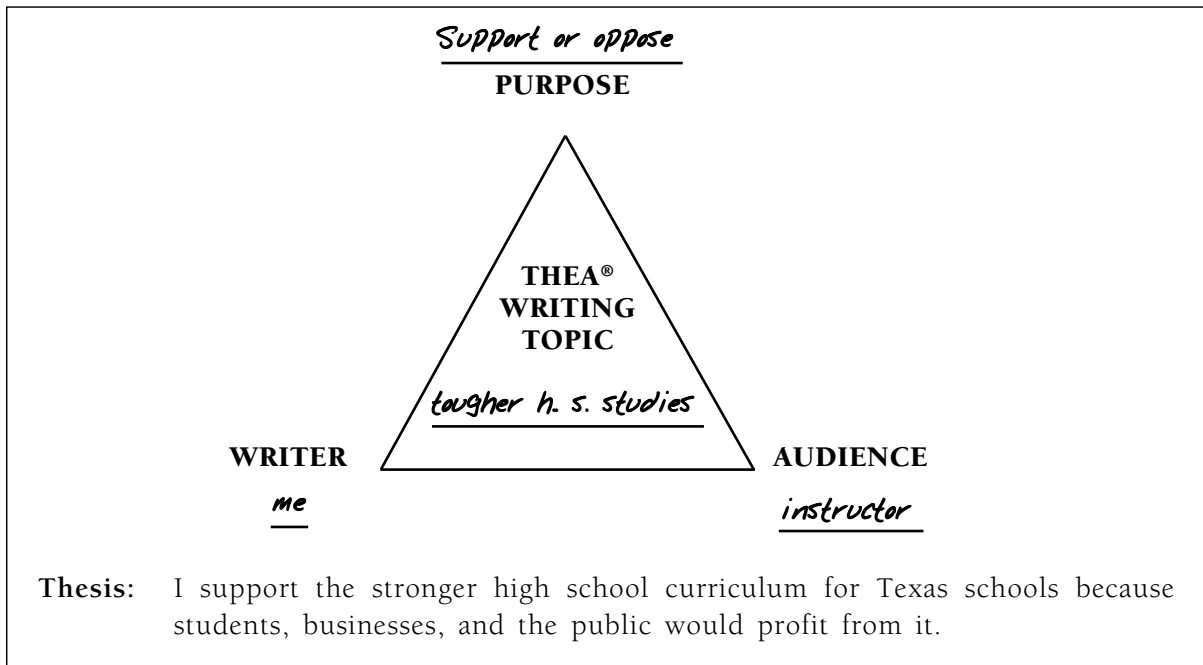 Support or oppose
PURPOSE
THEA®
WRITING
TOPIC
tougher h. s. studies
WRITER
AUDIENCE
me
instructor
Thesis: I support the stronger high school curriculum for Texas schools because
students, businesses, and the public would profit from it.